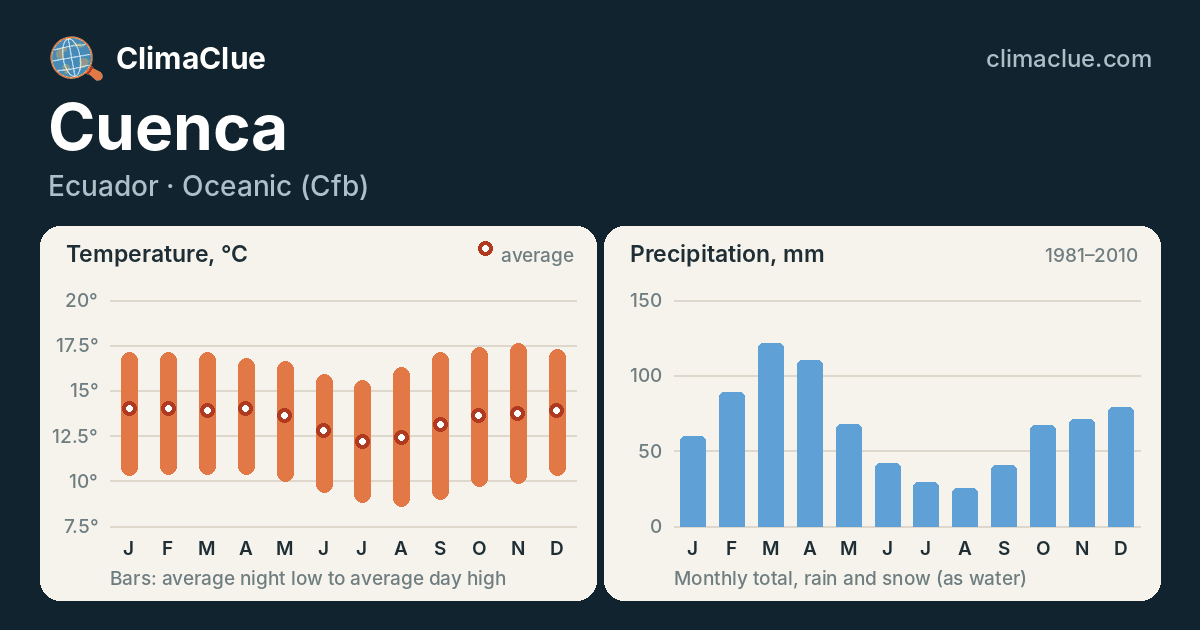 ClimaClue
climaclue.com
Cuenca
Ecuador · Oceanic (Cfb)
Temperature, °C
average
20°
17.5°
15°
12.5°
10°
7.5°
J F M A M J J A S O N D
Bars: average night low to average day high
Precipitation, mm
1981–2010
150
100
50
0
J F M A M J J A S O N D
Monthly total, rain and snow (as water)